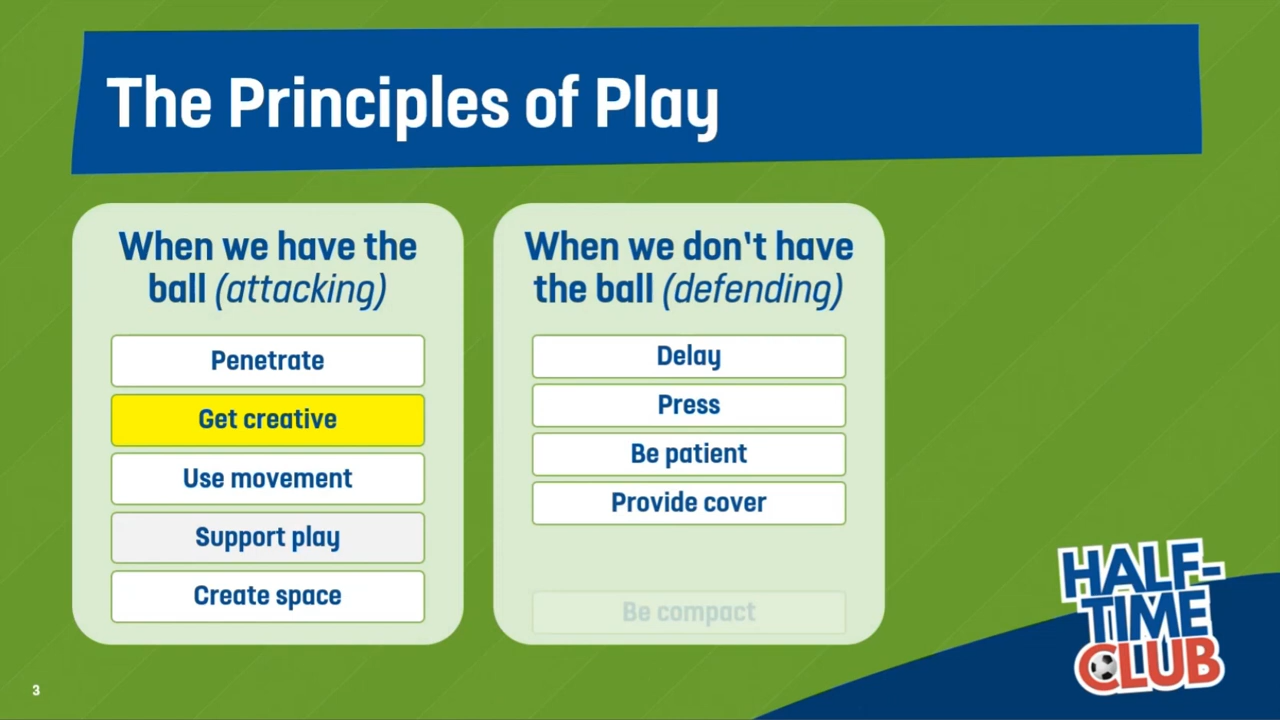 The Principles of Play
When we have the
ball (attacking)
Penetrate
Get creative
Use movement
Support play
Create space
When we don't have
the ball (defending)
Delay
Press
Be patient
Provide cover
Be compact
HALF-
TIME
CLUB
3